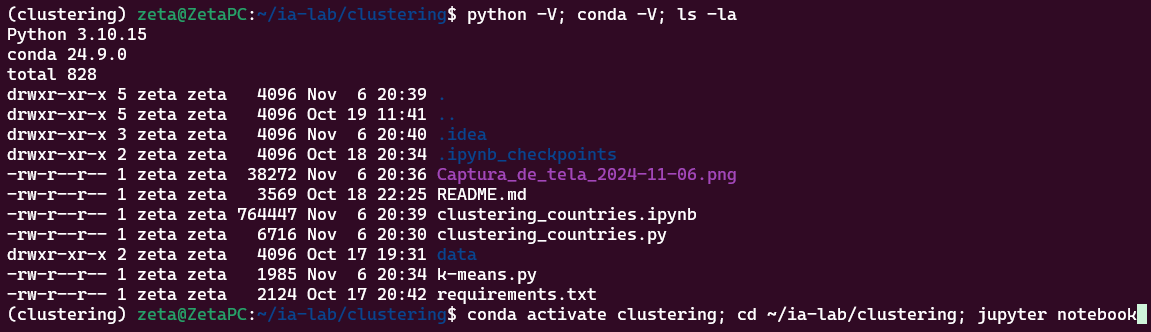 (clustering) zeta@ZetaPC:~/ia-lab/clustering$ python -V; conda -V; ls -la
Python 3.10.15
conda 24.9.0
total 828
drwxr-xr-x 5 zeta zeta   4096 Nov  6 20:39 .
drwxr-xr-x 5 zeta zeta   4096 Oct 19 11:41 ..
drwxr-xr-x 3 zeta zeta   4096 Nov  6 20:40 .idea
drwxr-xr-x 2 zeta zeta   4096 Oct 18 20:34 .ipynb_checkpoints
-rw-r--r-- 1 zeta zeta  38272 Nov  6 20:36 Captura_de_tela_2024-11-06.png
-rw-r--r-- 1 zeta zeta   3569 Oct 18 22:25 README.md
-rw-r--r-- 1 zeta zeta 764447 Nov  6 20:39 clustering_countries.ipynb
-rw-r--r-- 1 zeta zeta   6716 Nov  6 20:30 clustering_countries.py
drwxr-xr-x 2 zeta zeta   4096 Oct 17 19:31 data
-rw-r--r-- 1 zeta zeta   1985 Nov  6 20:34 k-means.py
-rw-r--r-- 1 zeta zeta   2124 Oct 17 20:42 requirements.txt
(clustering) zeta@ZetaPC:~/ia-lab/clustering$ conda activate clustering; cd ~/ia-lab/clustering; jupyter notebook